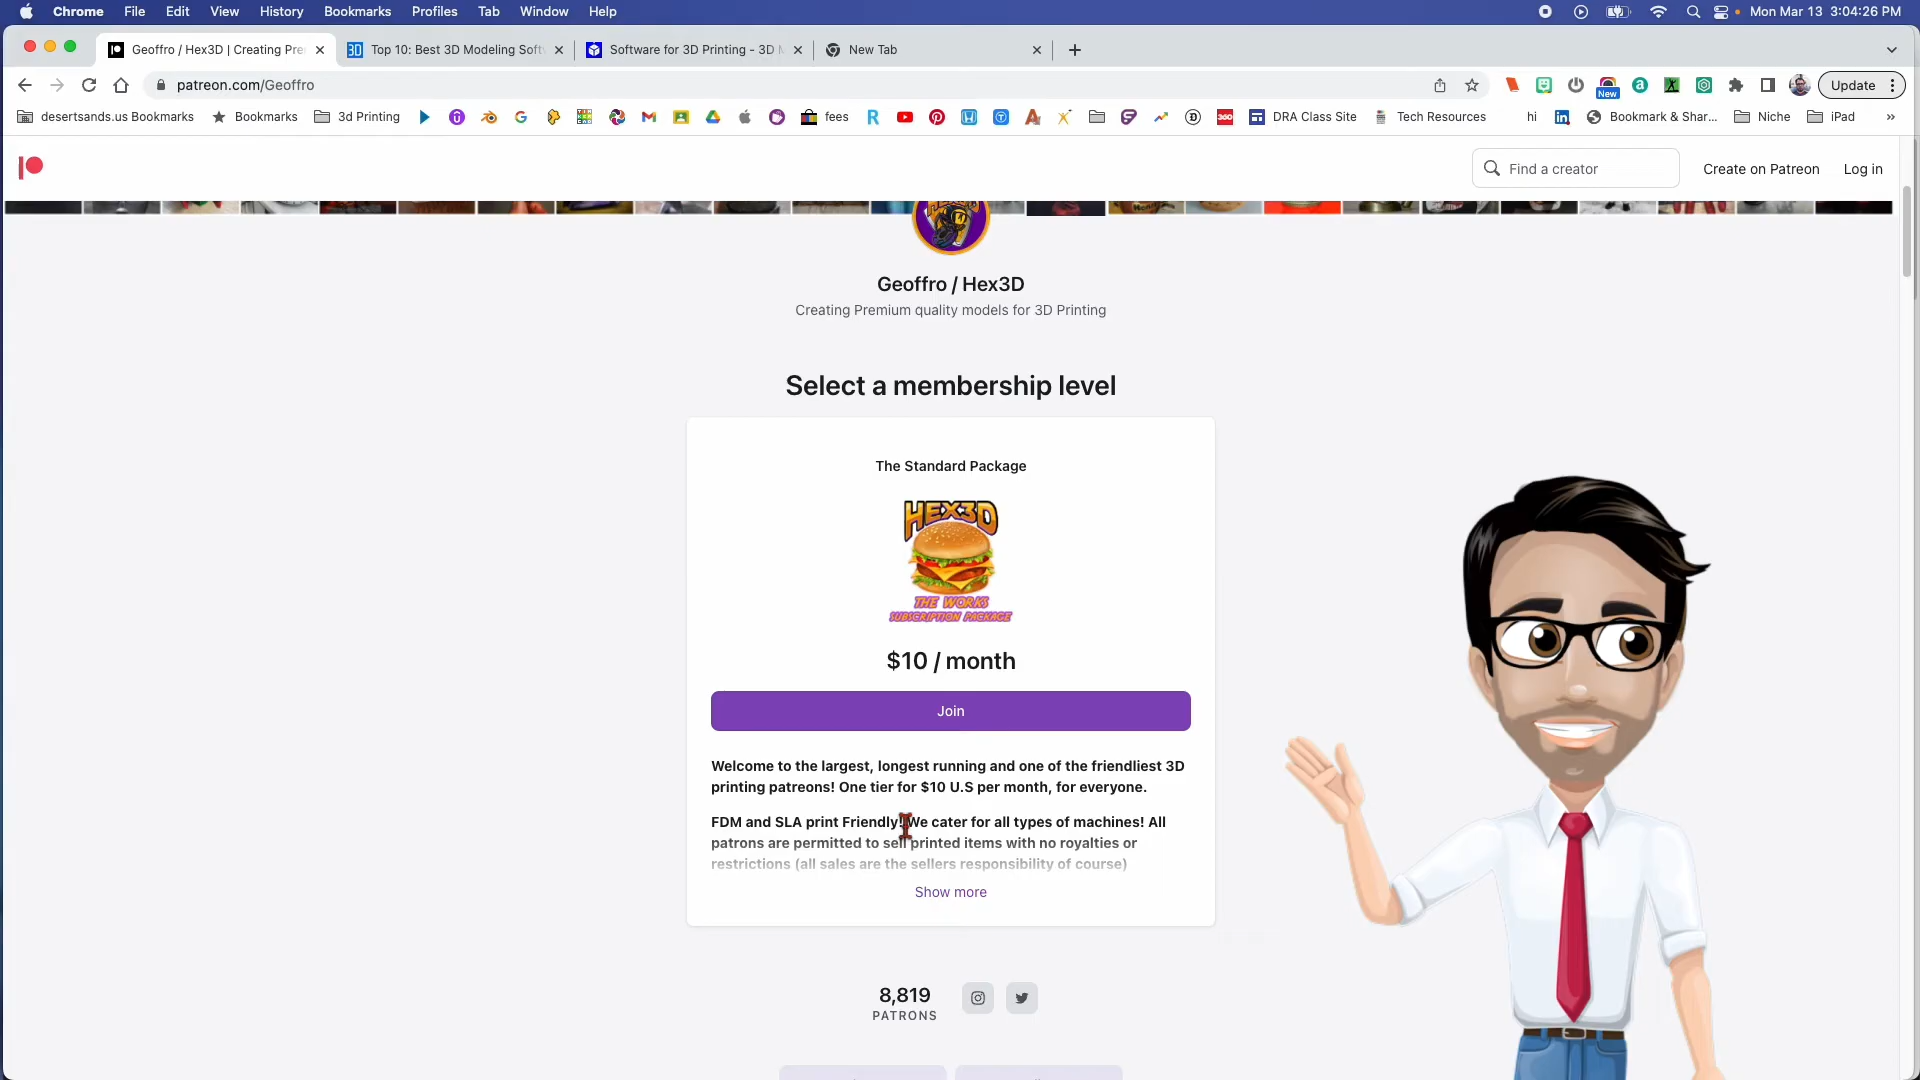 Chrome File Edit View History Bookmarks Profiles Tab Window Help Mon Mar 13 3:04:26 PM
Geoffro / Hex3D | Creating Pre Top 10: Best 3D Modeling Soft Software for 3D Printing - 3D New Tab
patreon.com/Geoffro New Update
desertsands.us Bookmarks Bookmarks 3d Printing fees DRA Class Site Tech Resources hi Bookmark & Shar... Niche iPad »
Find a creator Create on Patreon Log in
Geoffro / Hex3D
Creating Premium quality models for 3D Printing
Select a membership level
The Standard Package
HEX3D
THE WORKS
SUBSCRIPTION PACKAGE
$10 / month
Join
Welcome to the largest, longest running and one of the friendliest 3D
printing patreons! One tier for $10 U.S per month, for everyone.
FDM and SLA print Friendly! We cater for all types of machines! All
patrons are permitted to sell printed items with no royalties or
restrictions (all sales are the sellers responsibility of course)
Show more
8,819
PATRONS